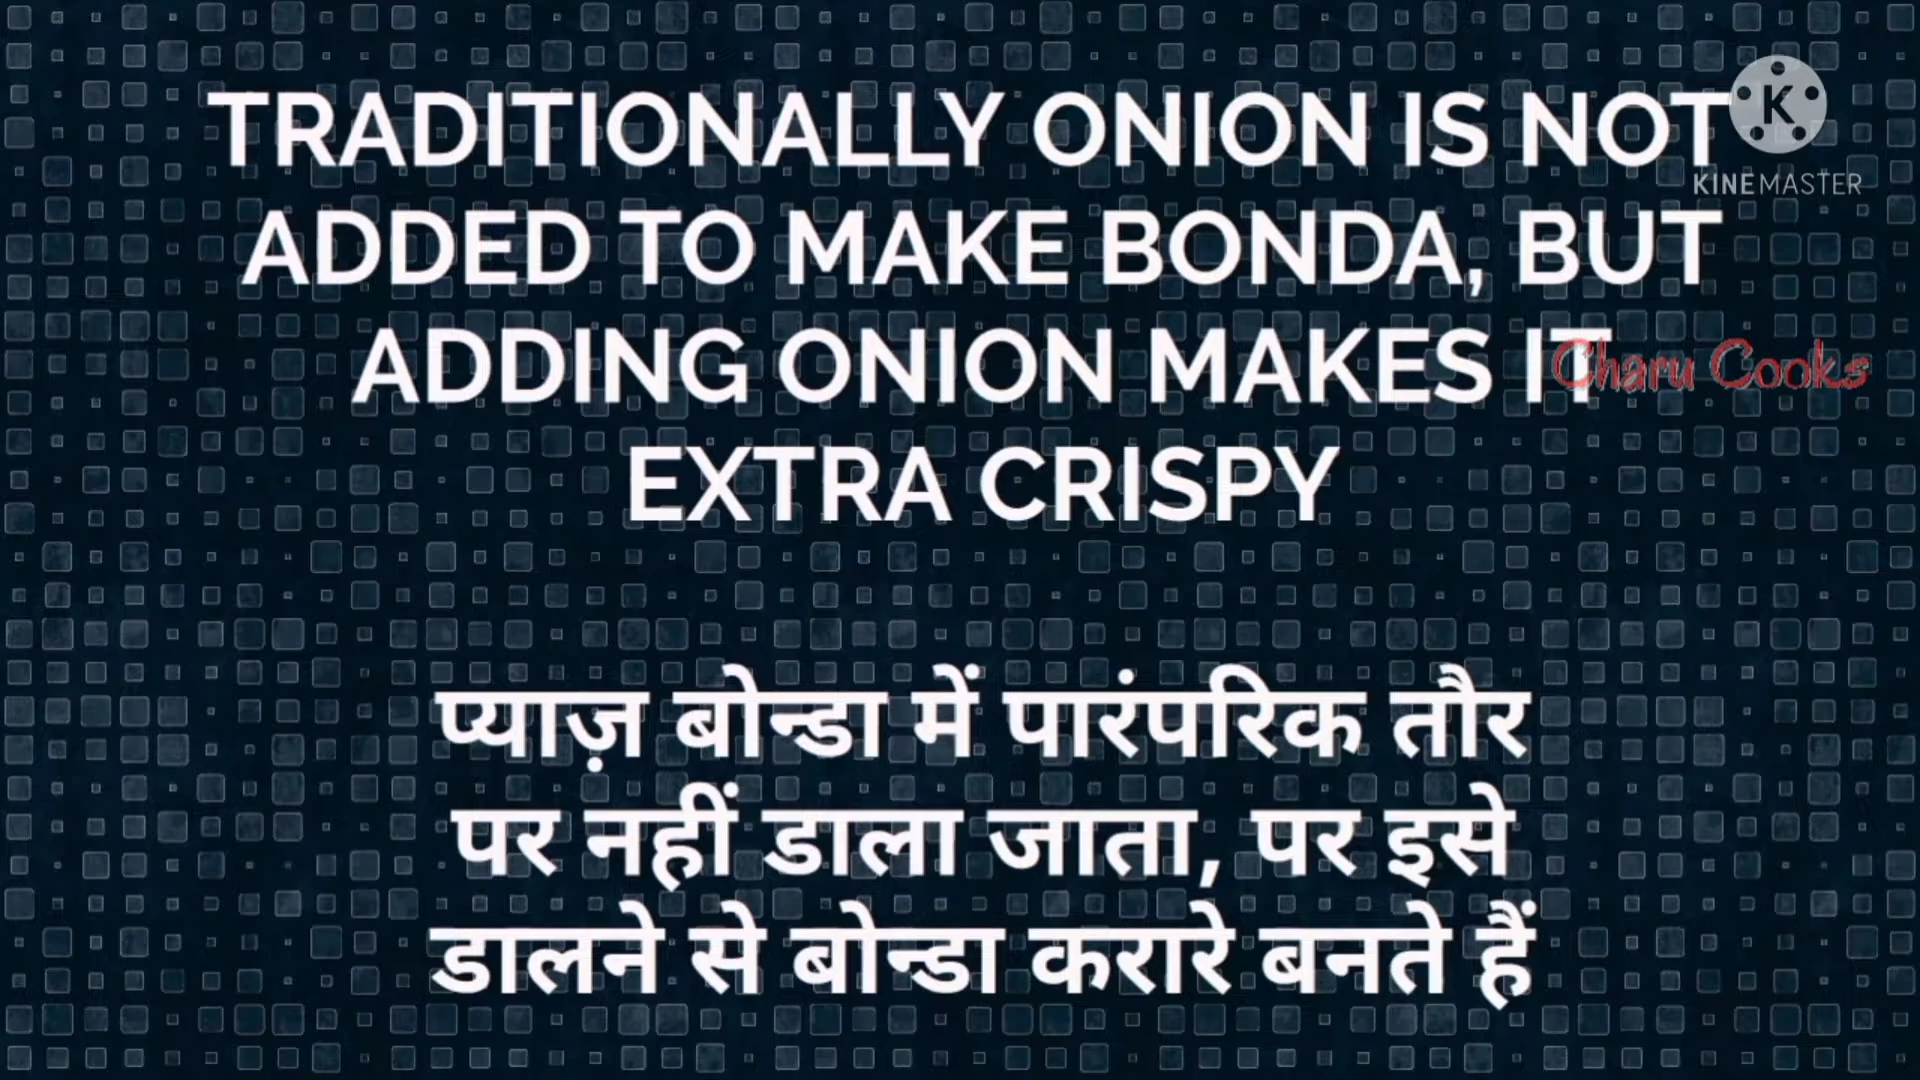 TRADITIONALLY ONION IS NOT
ADDED TO MAKE BONDA, BUT
ADDING ONION MAKES IT
EXTRA CRISPY
K
KINEMASTER
Charu Cooks
प्याज़ बोन्डा में पारंपरिक तौर
पर नहीं डाला जाता, पर इसे
डालने से बोन्डा करारे बनते हैं